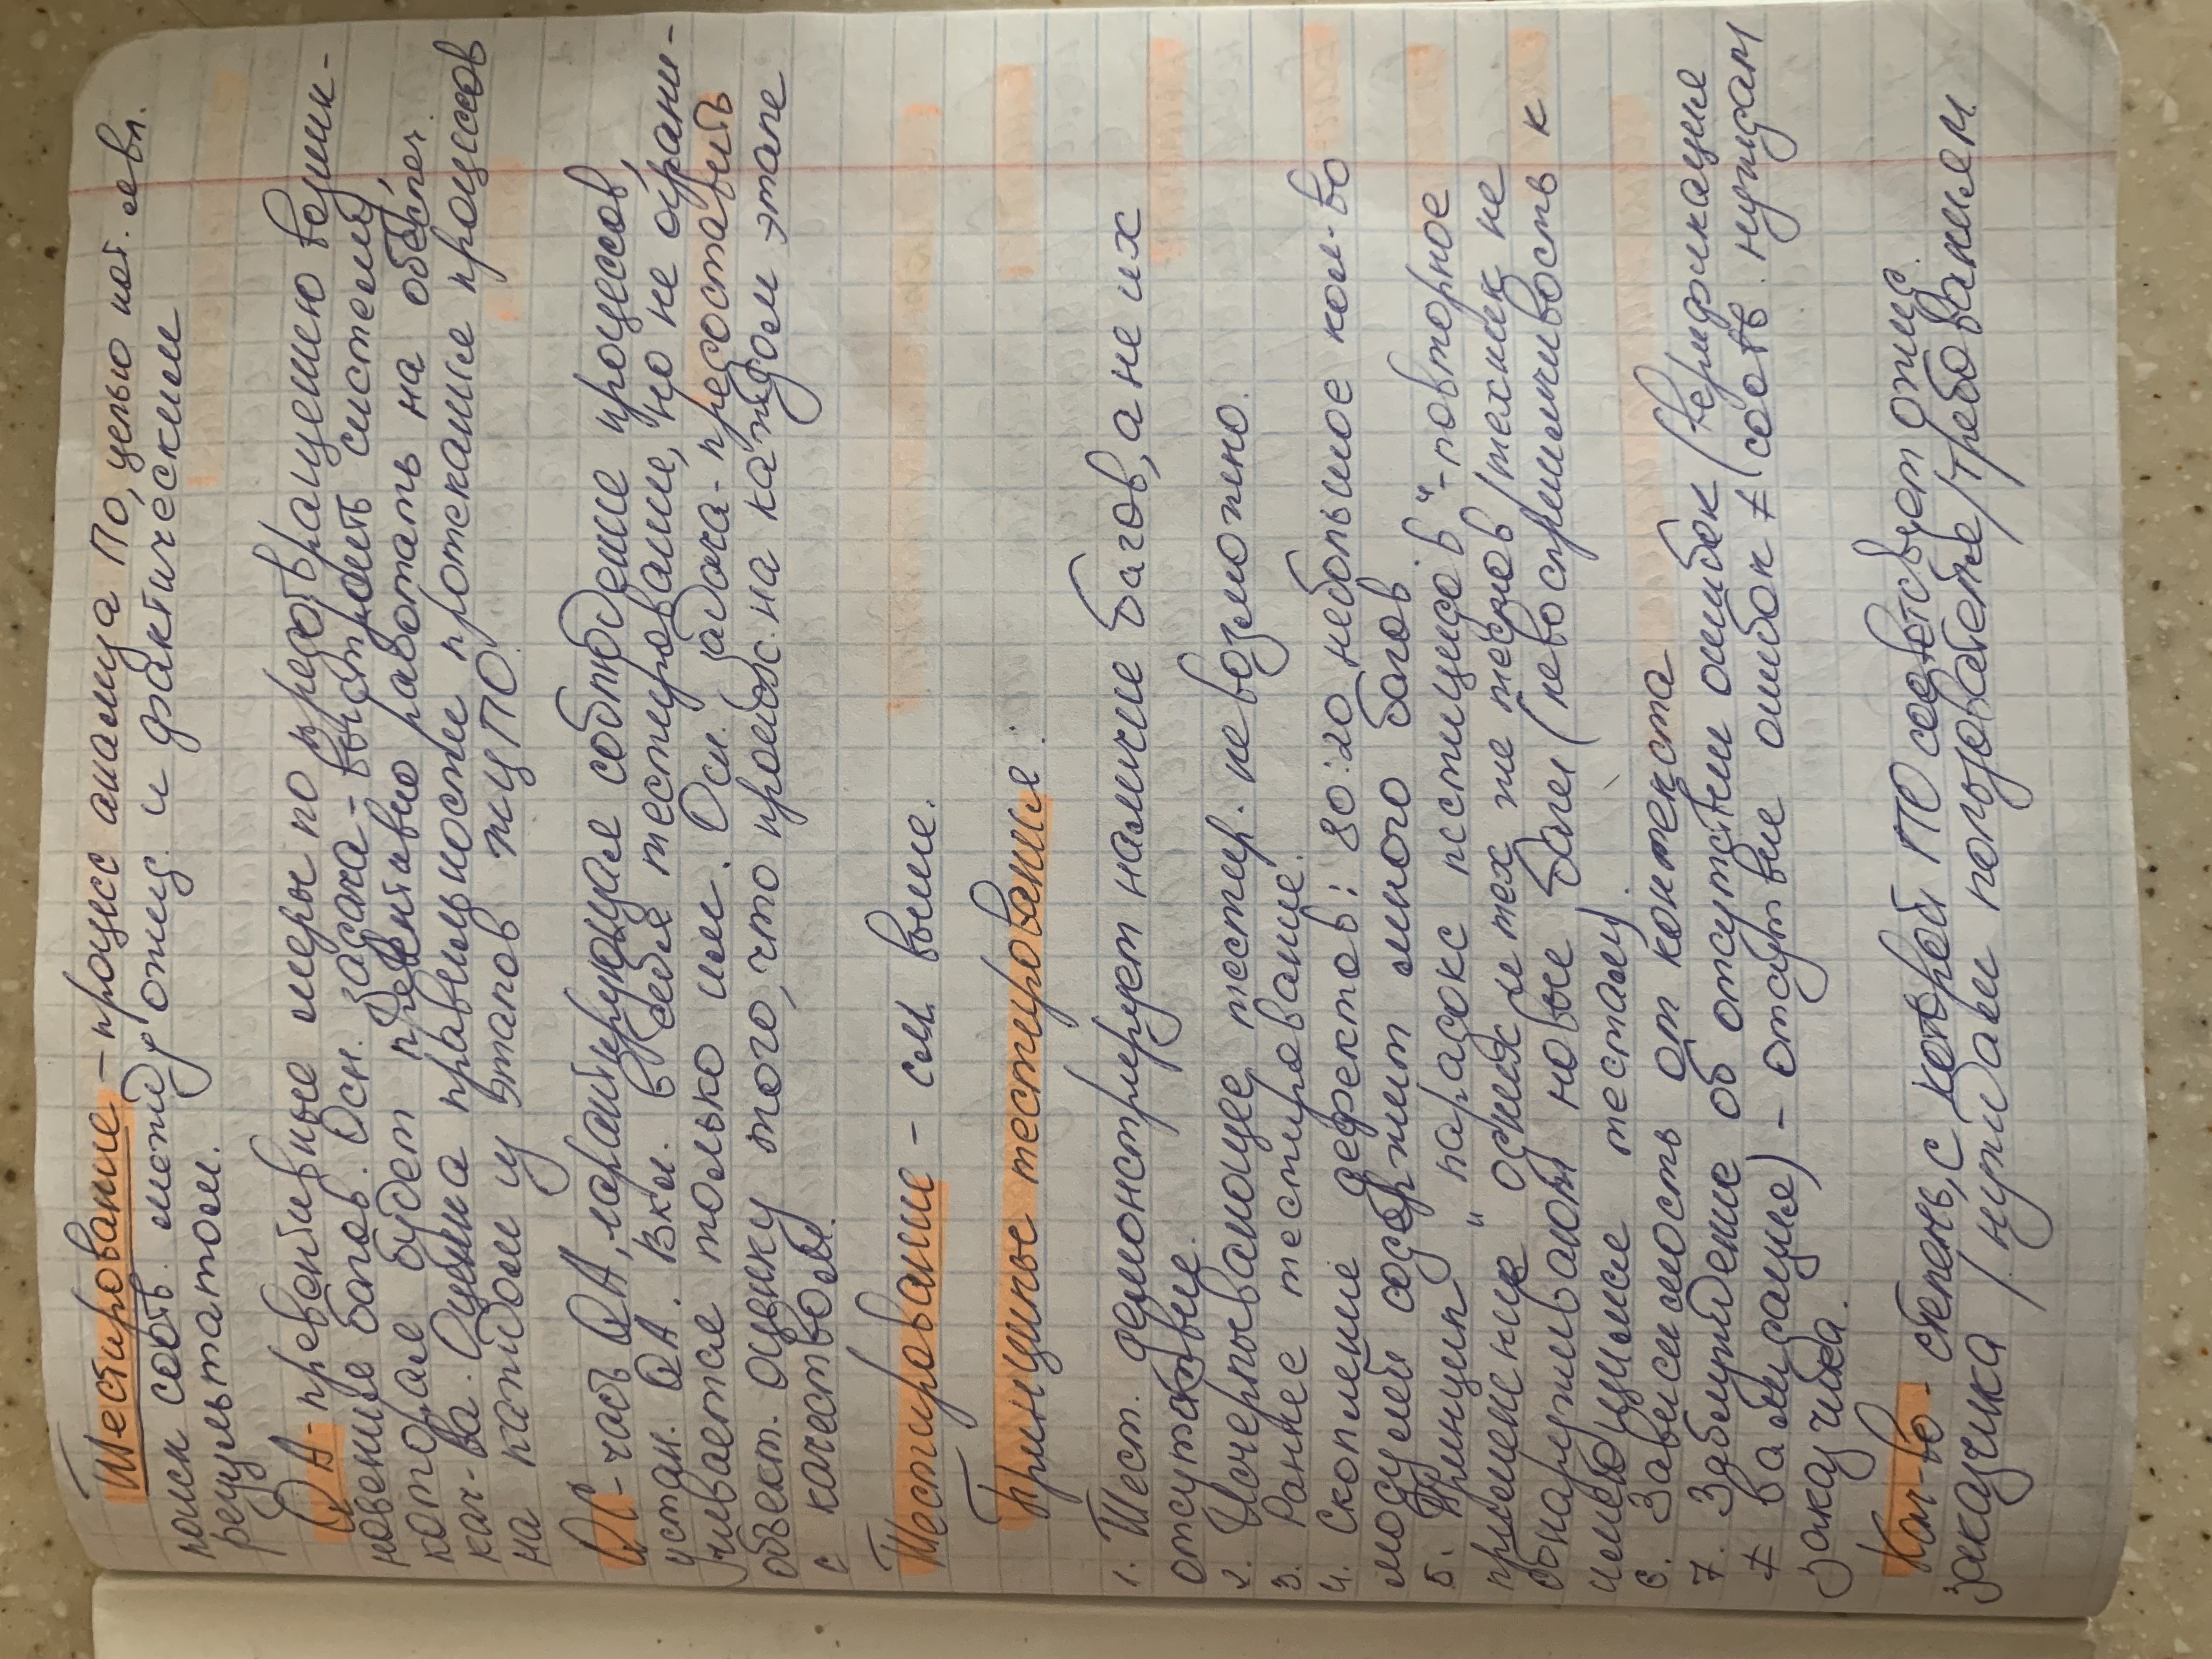 Тестирование – процесс анализа ПО, целью кот. явл.
поиск соотв. между ожид. и фактическим
результатом.
QA - превентивные меры по предотвращению возник-
новения багов. Осн. задача - выстроить систему,
которая будет превентивно работать на обеспеч.
кач-ва. Оценка правильности протекания процессов
на каждом из этапов ЖЦПО.
QC - часть QA, гарантирующая соблюдение процессов,
устан. QA. Вкл. в себя тестирование, но не ограни-
чивается только им. Осн. задача - предоставить
объект. оценку того, что происх. на каждом этапе
с качеством.
Тестирование - см. выше.
Принципы тестирования:
1. Тест. демонстрирует наличие багов, а не их
отсутствие.
2. Исчерпывающее тестир. невозможно.
3. Раннее тестирование.
4. Скопление дефектов: 80:20 небольшое кол-во
модулей содержит много багов.
5. Принцип „парадокс пестицидов“ - повторное
применение одних и тех же тестов/техник не
обнаруживают новые баги (невосприимчивость к
имеющимся тестам).
6. Зависимость от контекста
7. Заблуждение об отсутствии ошибок (верификация
≠ валидация) - отсутствие ошибок ≠ соотв. нуждам
заказчика.
Кач-во - степень, с которой ПО соответсвует ожид.
заказчика / нуждам пользователя/требованиям.